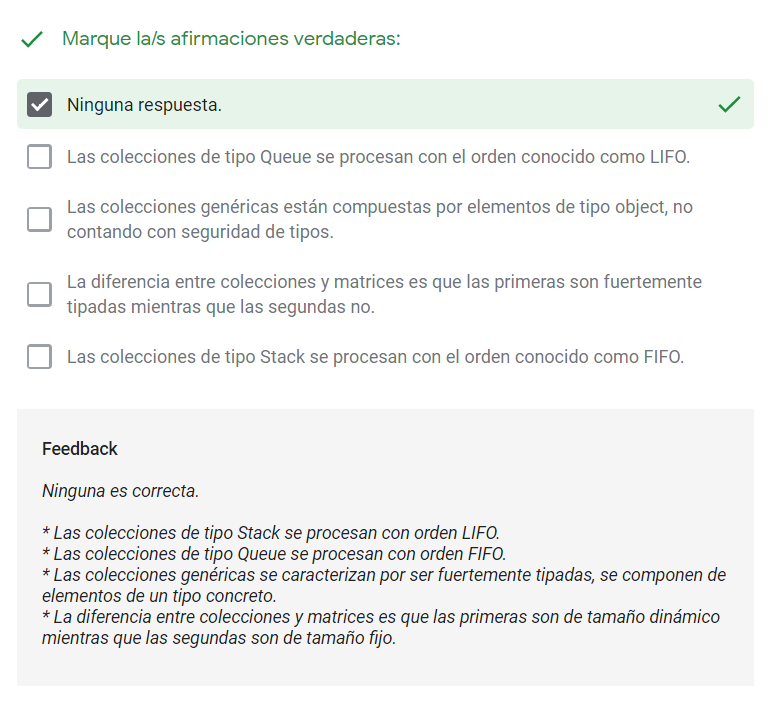 Marque la/s afirmaciones verdaderas:
Ninguna respuesta.
Las colecciones de tipo Queue se procesan con el orden conocido como LIFO.
Las colecciones genéricas están compuestas por elementos de tipo object, no
contando con seguridad de tipos.
La diferencia entre colecciones y matrices es que las primeras son fuertemente
tipadas mientras que las segundas no.
Las colecciones de tipo Stack se procesan con el orden conocido como FIFO.
Feedback
Ninguna es correcta.
* Las colecciones de tipo Stack se procesan con orden LIFO.
* Las colecciones de tipo Queue se procesan con orden FIFO.
* Las colecciones genéricas se caracterizan por ser fuertemente tipadas, se componen de
elementos de un tipo concreto.
* La diferencia entre colecciones y matrices es que las primeras son de tamaño dinámico
mientras que las segundas son de tamaño fijo.